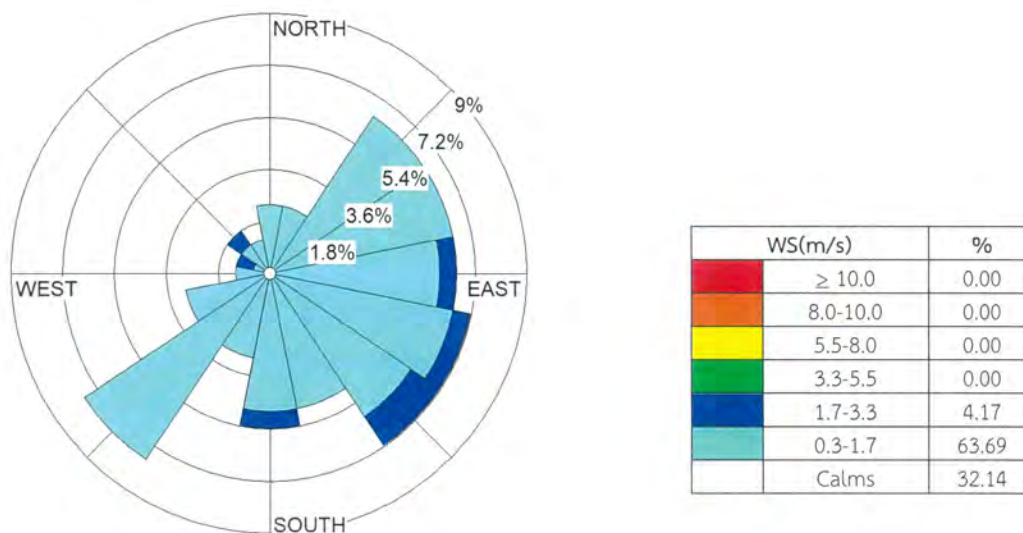 NORTH
9%
7.2%
5.4%
3.6%
1.8%
WEST
EAST
SOUTH
WS(m/s) %
≥ 10.0 0.00
8.0-10.0 0.00
5.5-8.0 0.00
3.3-5.5 0.00
1.7-3.3 4.17
0.3-1.7 63.69
Calms 32.14